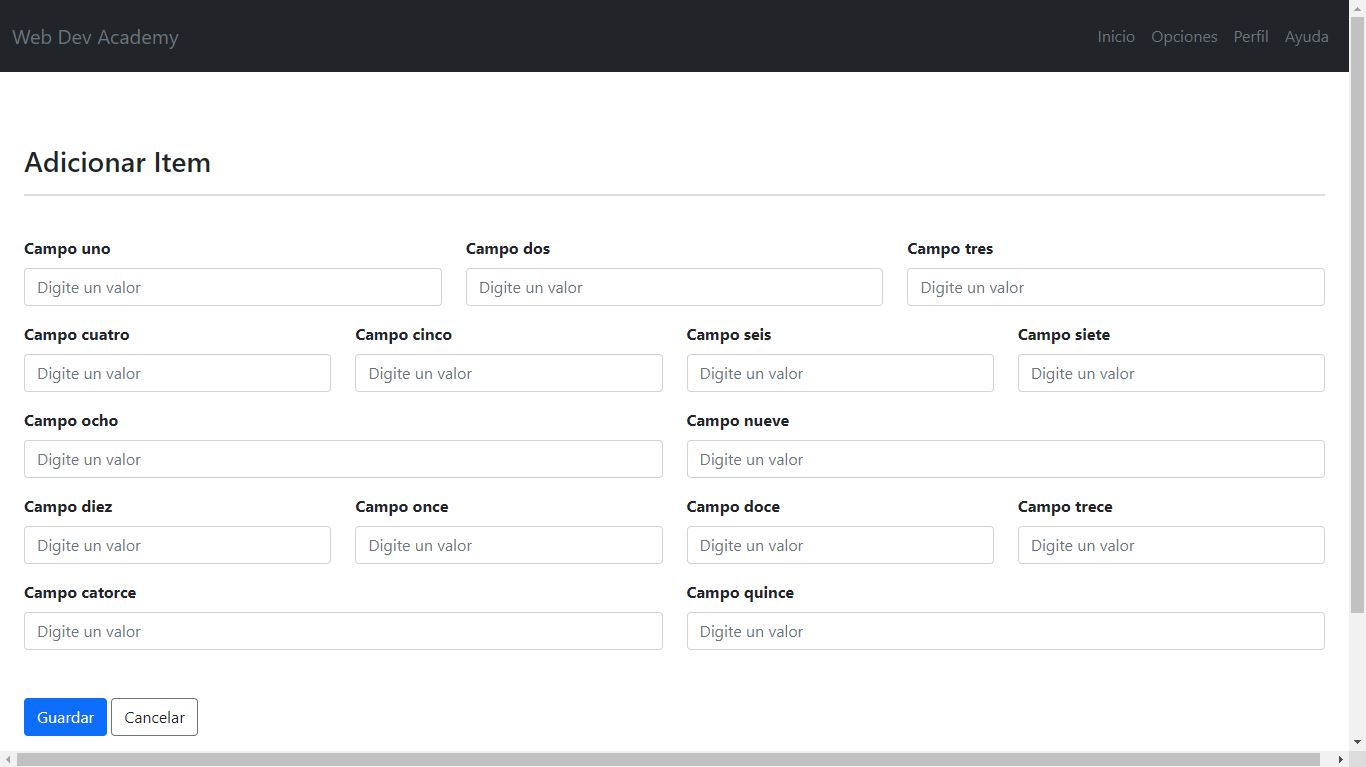 Web Dev Academy Inicio Opciones Perfil Ayuda
Adicionar Item
Campo uno Campo dos Campo tres
Digite un valor Digite un valor Digite un valor
Campo cuatro Campo cinco Campo seis Campo siete
Digite un valor Digite un valor Digite un valor Digite un valor
Campo ocho Campo nueve
Digite un valor Digite un valor
Campo diez Campo once Campo doce Campo trece
Digite un valor Digite un valor Digite un valor Digite un valor
Campo catorce Campo quince
Digite un valor Digite un valor
Guardar Cancelar